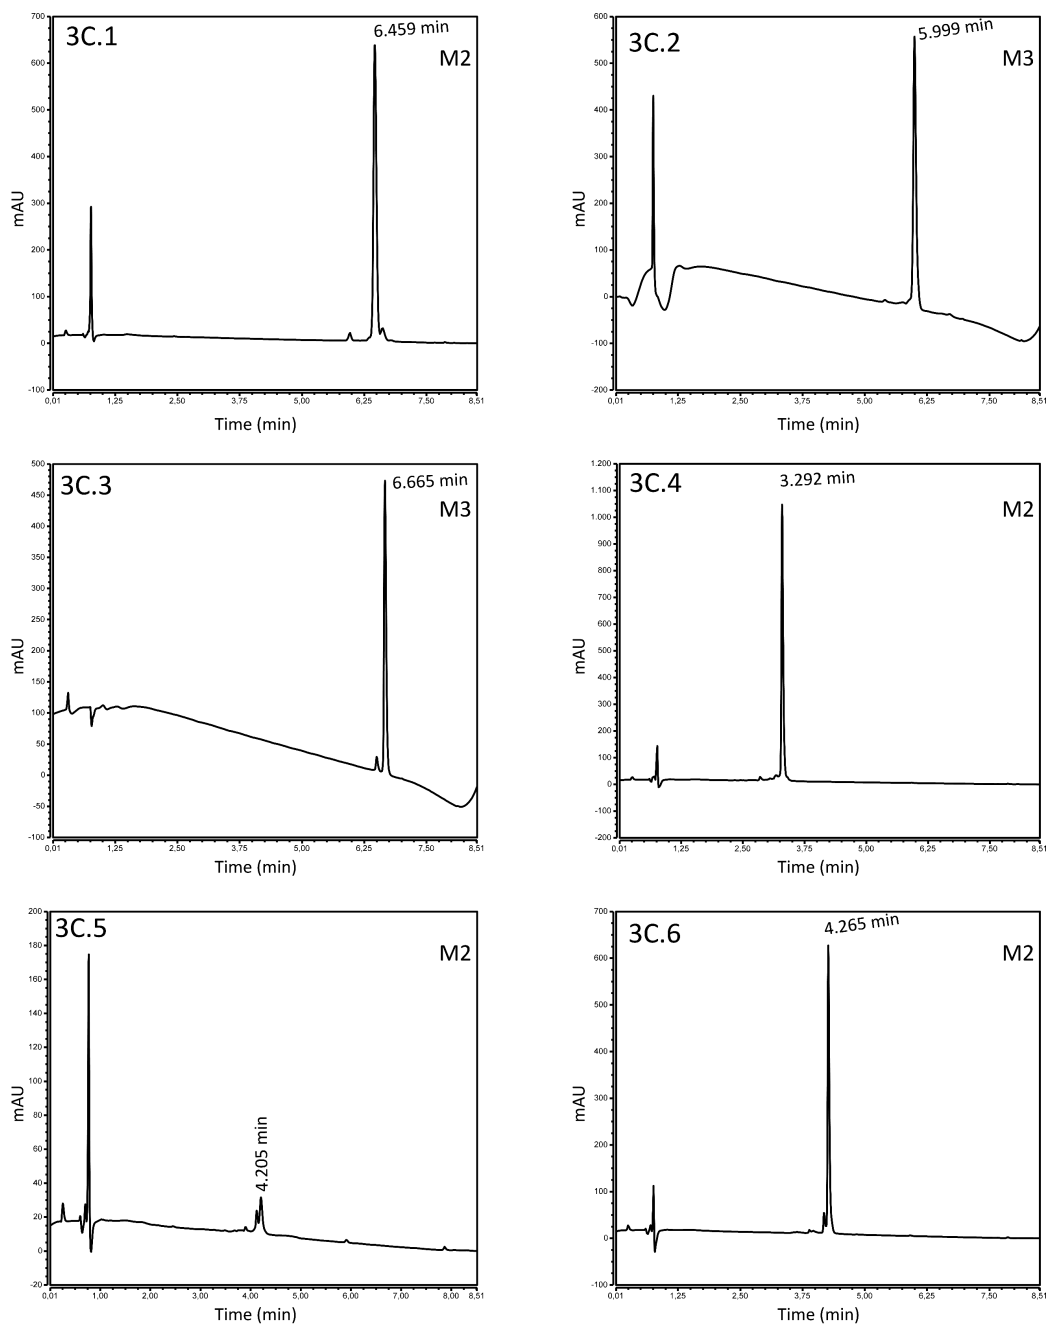 3C.1
6.459 min
M2
700
600
500
400
300
200
100
0
-100
mAU
0,01 1,25 2,50 3,75 5,00 6,25 7,50 8,51
Time (min)
3C.2
5.999 min
M3
600
500
400
300
200
100
0
-100
-200
mAU
0,01 1,25 2,50 3,75 5,00 6,25 7,50 8,51
Time (min)
3C.3
6.665 min
M3
500
450
400
350
300
250
200
150
100
50
0
-50
-100
mAU
0,01 1,25 2,50 3,75 5,00 6,25 7,50 8,51
Time (min)
3C.4
3.292 min
M2
1.200
1.100
1.000
900
800
700
600
500
400
300
200
100
0
-100
-200
mAU
0,01 1,25 2,50 3,75 5,00 6,25 7,50 8,51
Time (min)
3C.5
M2
4.205 min
200
180
160
140
120
100
80
60
40
20
0
-20
mAU
0,01 1,00 2,00 3,00 4,00 5,00 6,00 7,00 8,00 8,51
Time (min)
3C.6
4.265 min
M2
700
600
500
400
300
200
100
0
-100
mAU
0,01 1,25 2,50 3,75 5,00 6,25 7,50 8,51
Time (min)